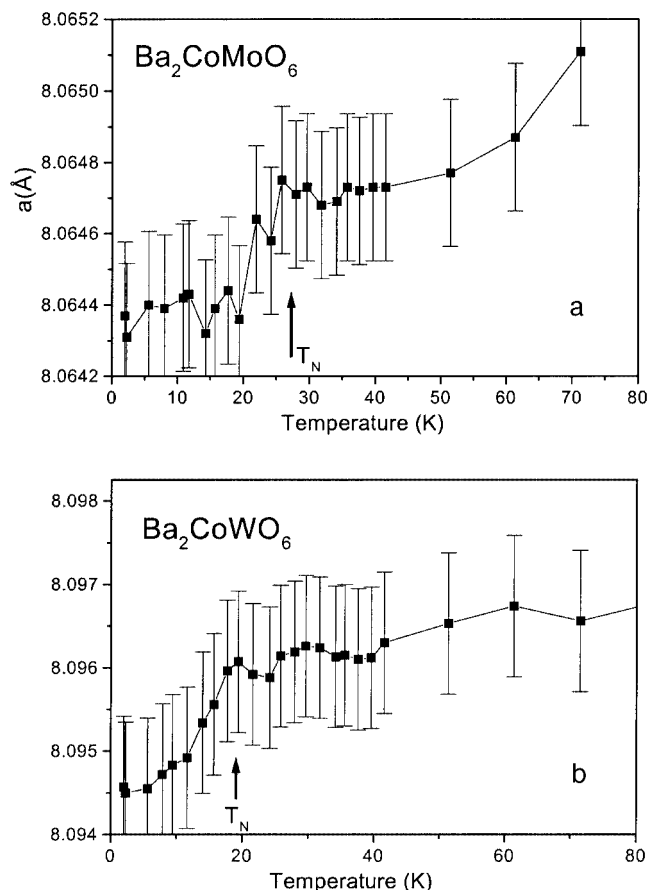 8.0652
Ba2CoMoO6
8.0650
8.0648
a(Å)
8.0646
8.0644
a
TN
8.0642
0 10 20 30 40 50 60 70 80
Temperature (K)
8.098
Ba2CoWO6
8.097
8.096
8.095
b
TN
8.094
0 20 40 60 80
Temperature (K)